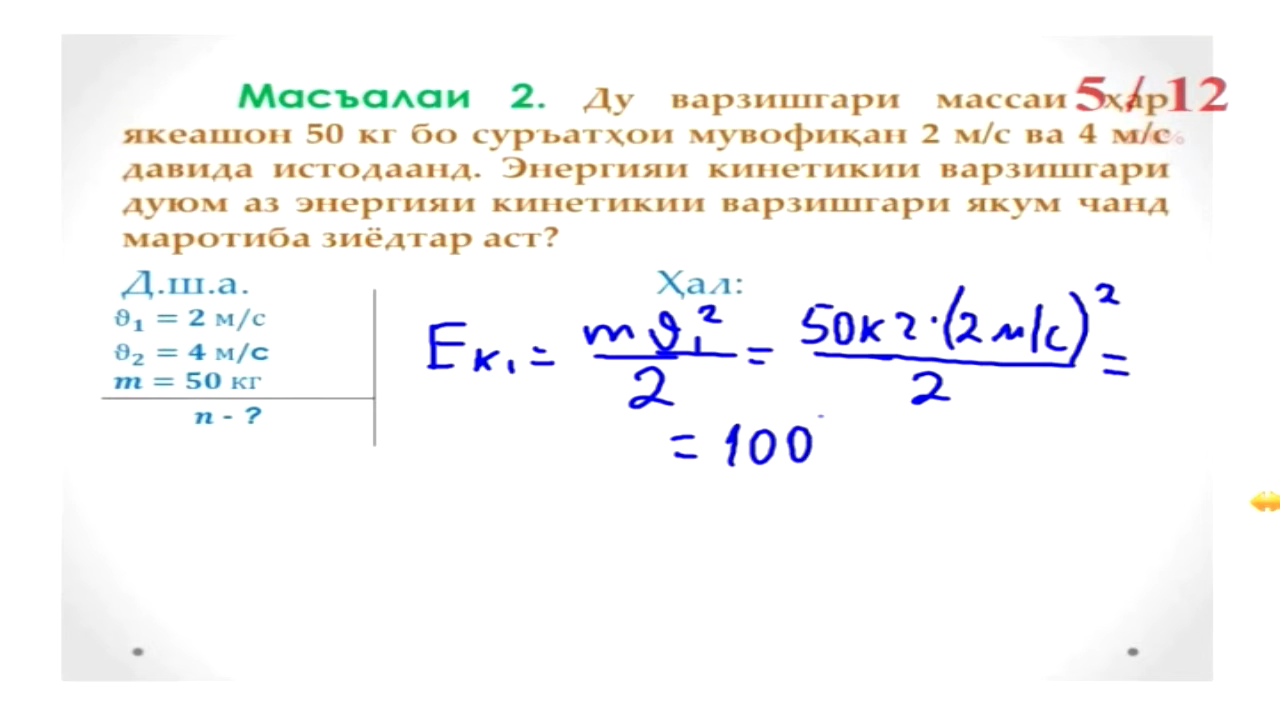 Масъалаи 2. Ду варзишгари массаи ҳар
5 / 12
якеашон 50 кг бо суръатҳои мувофиқан 2 м/с ва 4 м/с
давида истодаанд. Энергияи кинетикии варзишгари
дуюм аз энергияи кинетикии варзишгари якум чанд
маротиба зиёдтар аст?
Д.ш.а.
Ҳал:
ϑ₁ = 2 м/с
ϑ₂ = 4 м/с
m = 50 кг
n - ?
Eк₁ = mϑ₁²/2 = 50кг·(2м/с)²/2 =
= 100